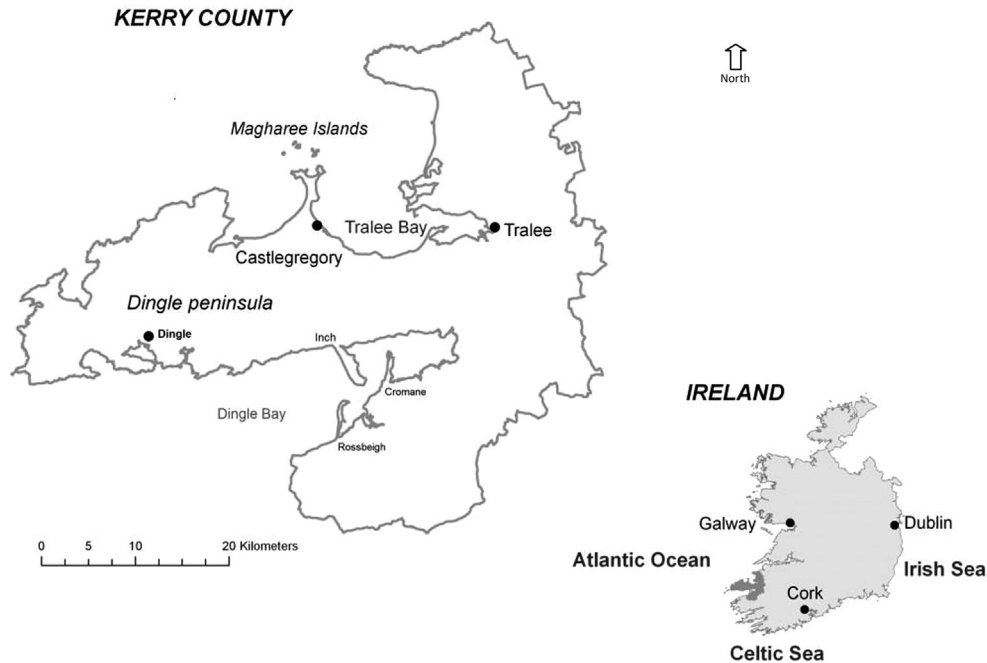 KERRY COUNTY
North
Magharee Islands
Tralee Bay
Tralee
Castlegregory
Dingle peninsula
Dingle
Inch
Cromane
Dingle Bay
Rossbeigh
IRELAND
Galway
Dublin
Atlantic Ocean
Irish Sea
Cork
Celtic Sea
0 5 10 20 Kilometers